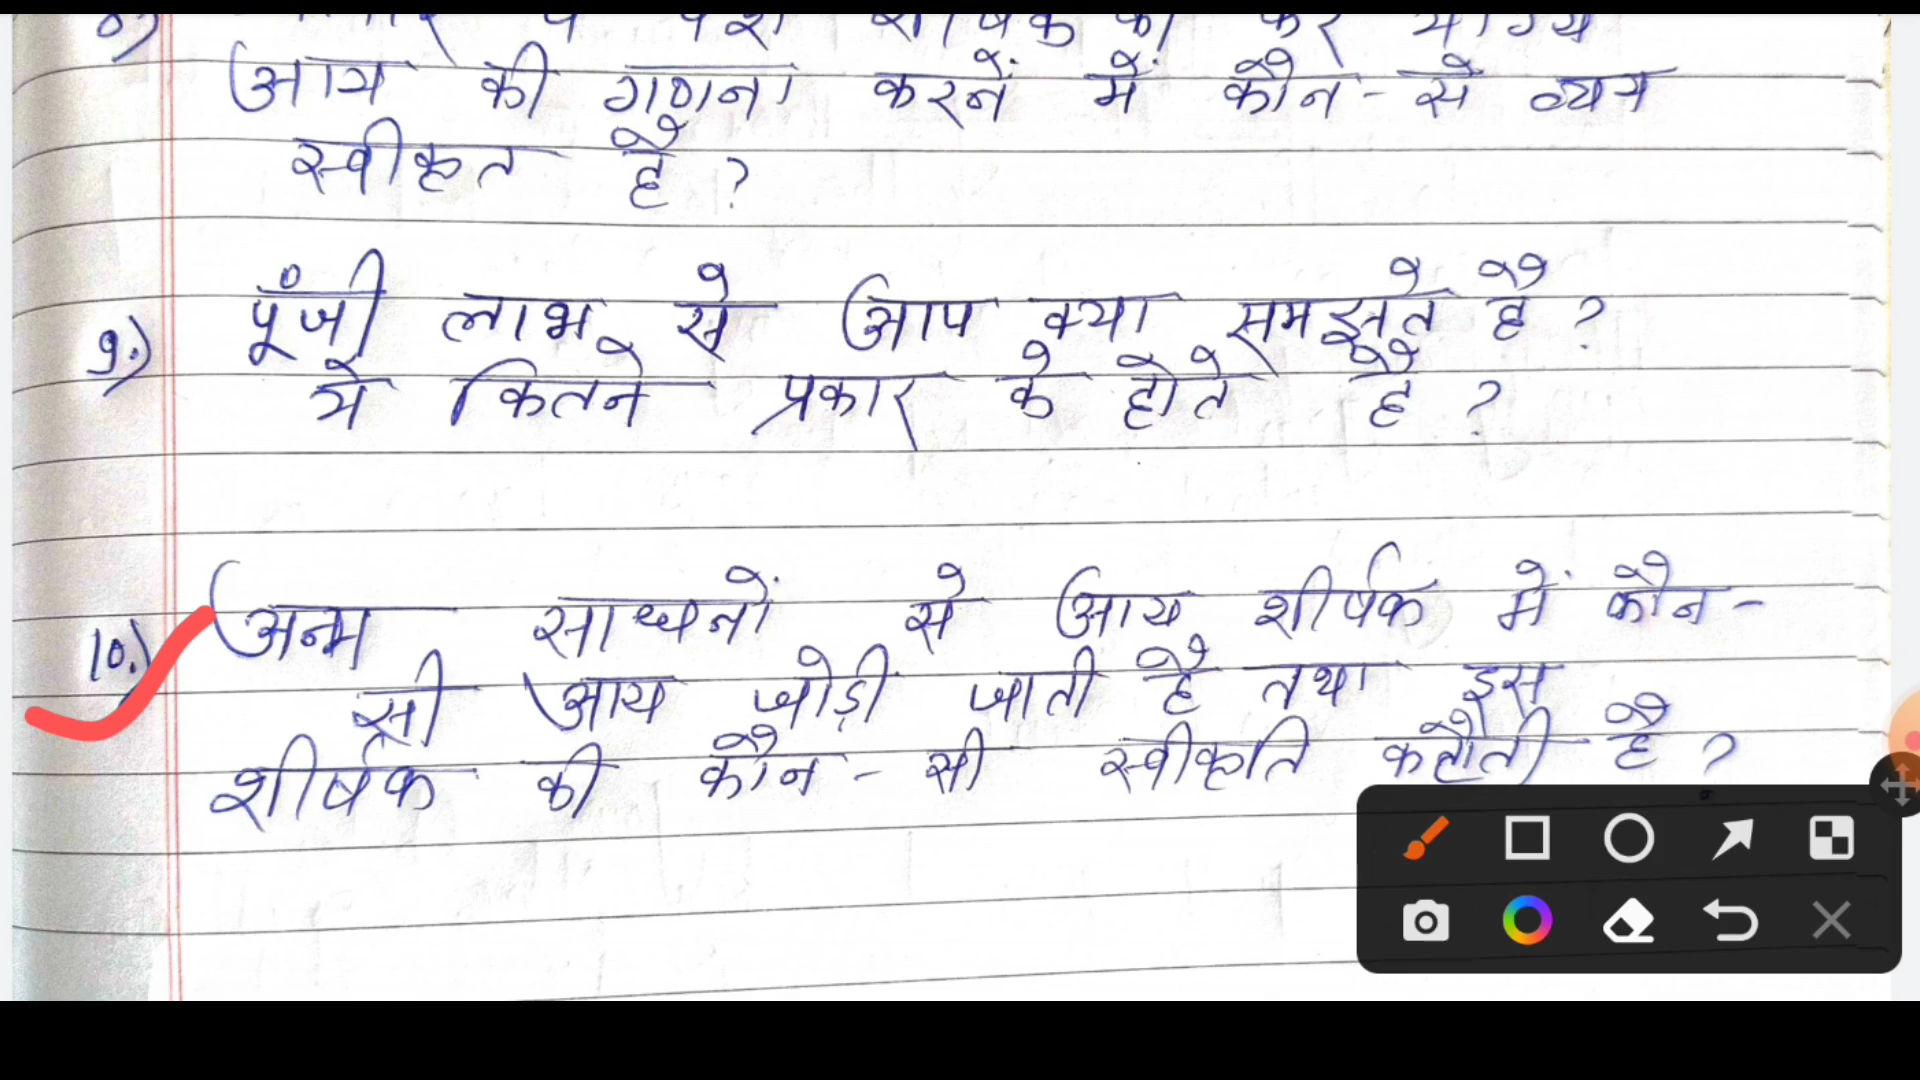 आय की गणना करनें में कौन - से व्यय
स्वीकृत है ?
9.) पूँजी लाभ से आप क्या समझते है ?
ये कितने प्रकार के होते है ?
10.) अन्य साधनों से आय शीर्षक में कौन -
सी आय जोड़ी जाती है तथा इस
शीर्षक की कौन - सी स्वीकृति कटौती है ?